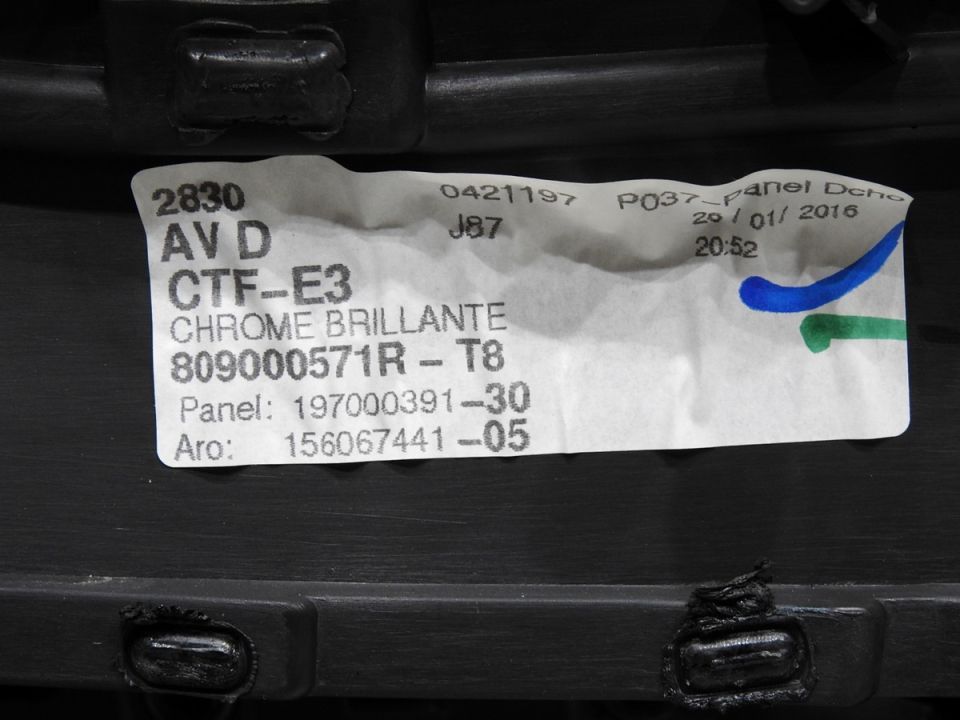 2830 0421197 P037_Panel Dcho
AV D J87 20/01/2016
20:52
CTF-E3
CHROME BRILLANTE
809000571R - T8
Panel: 197000391-30
Aro: 156067441-05